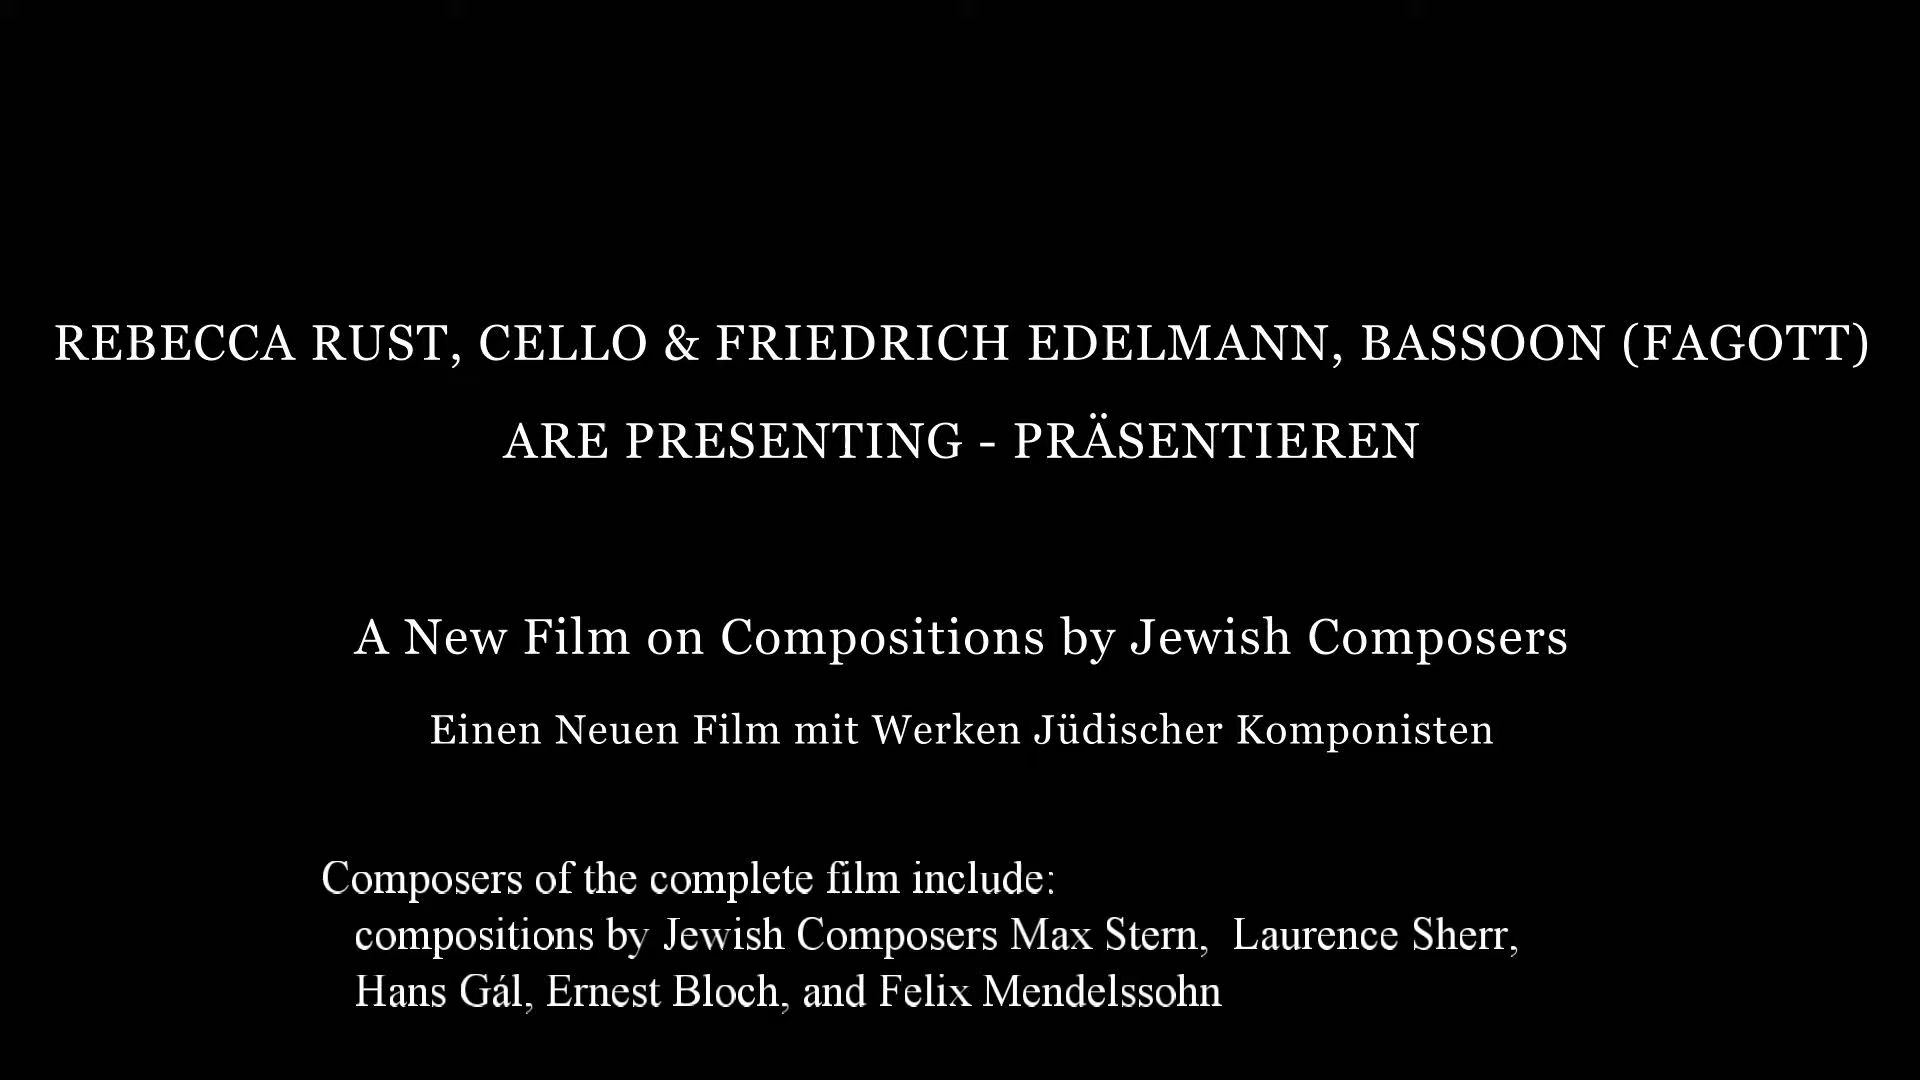 REBECCA RUST, CELLO & FRIEDRICH EDELMANN, BASSOON (FAGOTT)
ARE PRESENTING - PRÄSENTIEREN
A New Film on Compositions by Jewish Composers
Einen Neuen Film mit Werken Jüdischer Komponisten
Composers of the complete film include:
compositions by Jewish Composers Max Stern,  Laurence Sherr,
Hans Gál, Ernest Bloch, and Felix Mendelssohn